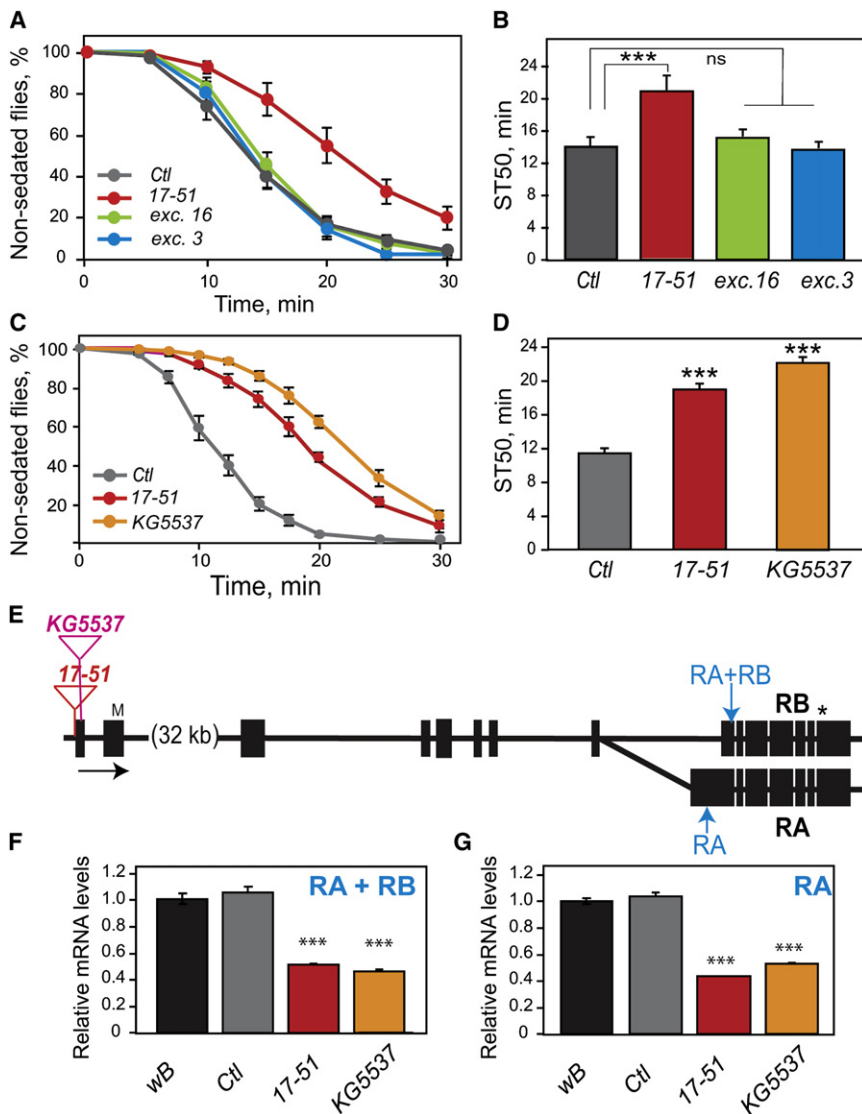 A
Non-sedated flies, %
100
80
60
40
20
0
0
10
20
30
Time, min
Ctl
17-51
exc. 16
exc. 3
B
ST50, min
24
20
16
12
8
4
0
***
ns
Ctl
17-51
exc.16
exc.3
C
Non-sedated flies, %
100
80
60
40
20
0
10
20
30
Time, min
Ctl
17-51
KG5537
D
ST50, min
24
20
16
12
8
4
0
***
***
Ctl
17-51
KG5537
E
KG5537
17-51
M
(32 kb)
RA+RB
RB
*
RA
RA
F
Relative mRNA levels
1.2
1.0
0.8
0.6
0.4
0.2
0
RA + RB
***
***
wB
Ctl
17-51
KG5537
G
Relative mRNA levels
1.2
1.0
0.8
0.6
0.4
0.2
0
RA
***
***
wB
Ctl
17-51
KG5537